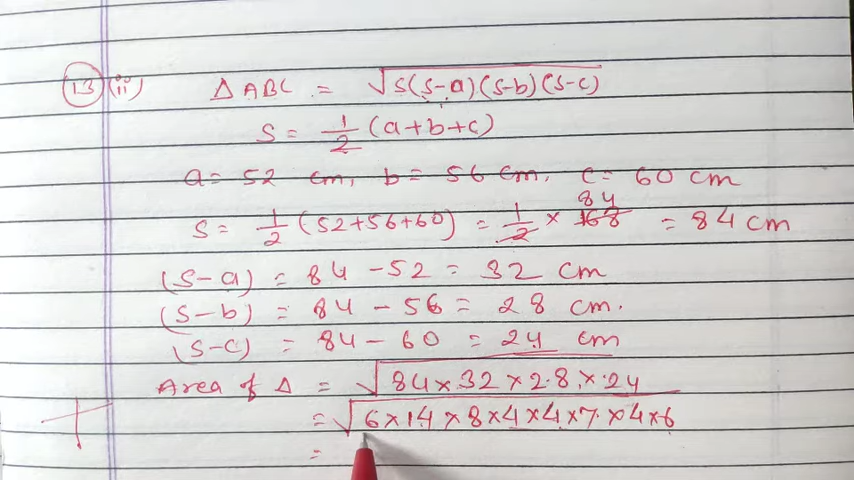 13 (ii) Δ ABC = √S(S-a)(S-b)(S-c)
S = 1/2 (a+b+c)
a = 52 cm, b = 56 cm, c = 60 cm
S = 1/2 (52+56+60) = 1/2 × 168 84 = 84 cm
(S-a) = 84 - 52 = 32 cm
(S-b) = 84 - 56 = 28 cm.
(S-c) = 84 - 60 = 24 cm
Area of Δ = √84 × 32 × 28 × 24
= √6×14×8×4×4×7×4×6
=